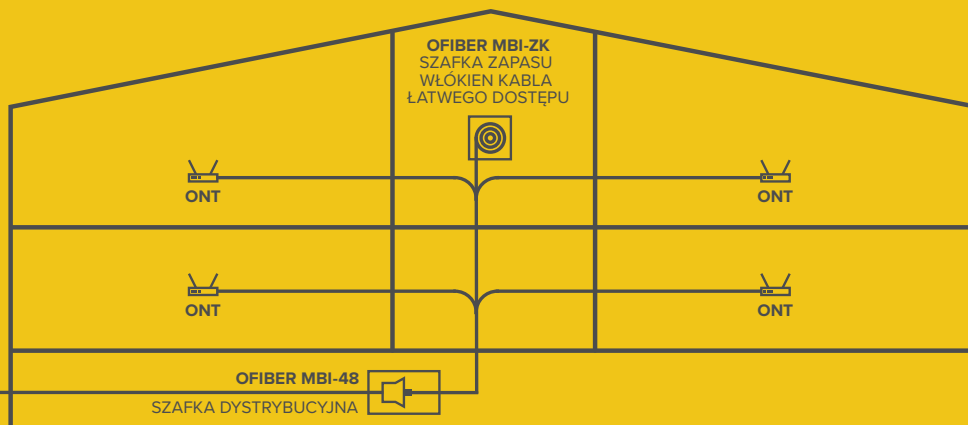 OFIBER MBI-ZK
SZAFKA ZAPASU
WŁÓKIEN KABLA
ŁATWEGO DOSTĘPU
ONT
ONT
ONT
ONT
OFIBER MBI-48
SZAFKA DYSTRYBUCYJNA